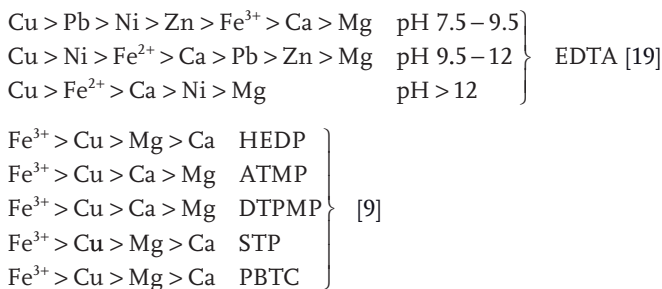 Cu > Pb > Ni > Zn > Fe³⁺ > Ca > Mg pH 7.5–9.5
Cu > Ni > Fe²⁺ > Ca > Pb > Zn > Mg pH 9.5–12 EDTA [19]
Cu > Fe²⁺ > Ca > Ni > Mg pH > 12
Fe³⁺ > Cu > Mg > Ca HEDP
Fe³⁺ > Cu > Ca > Mg ATMP
Fe³⁺ > Cu > Ca > Mg DTPMP [9]
Fe³⁺ > Cu > Mg > Ca STP
Fe³⁺ > Cu > Mg > Ca PBTC